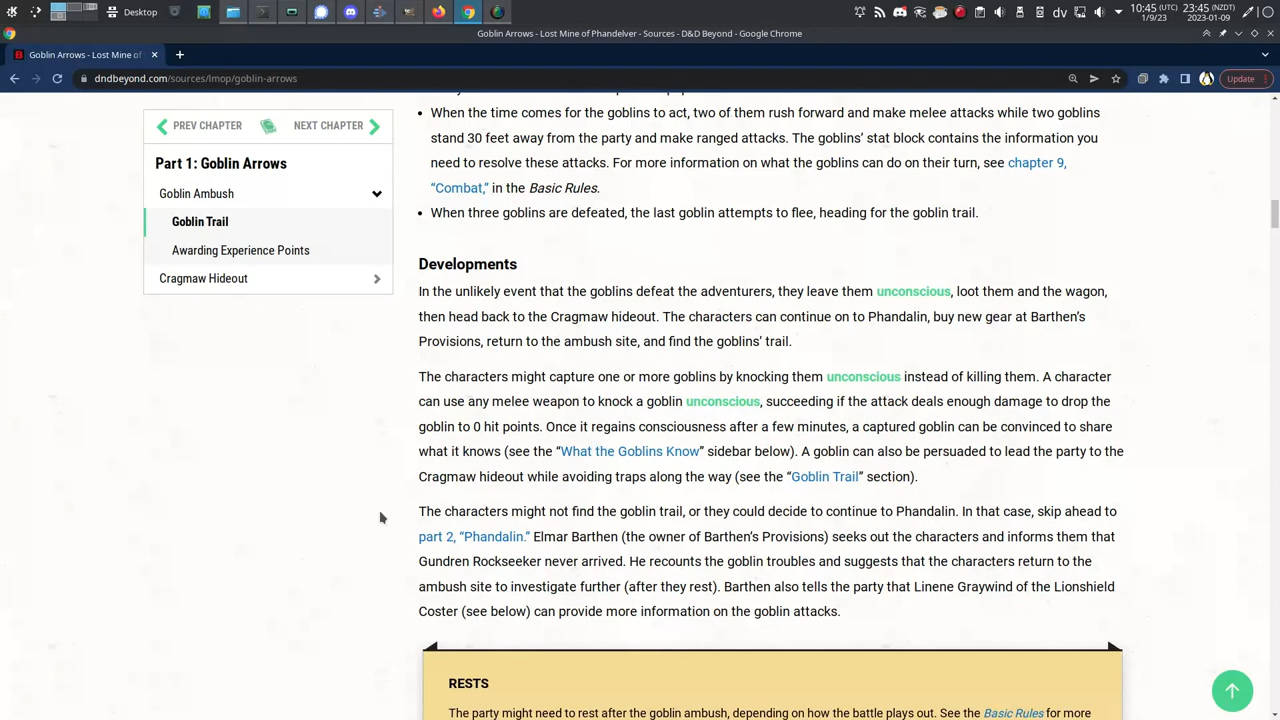 Desktop
10:45 (UTC) 23:45 (NZDT)
1/9/23 2023-01-09
Goblin Arrows - Lost Mine of Phandelver - Sources - D&D Beyond - Google Chrome
Goblin Arrows - Lost Mine of
dndbeyond.com/sources/lmop/goblin-arrows
Update
PREV CHAPTER NEXT CHAPTER
Part 1: Goblin Arrows
Goblin Ambush
Goblin Trail
Awarding Experience Points
Cragmaw Hideout
• When the time comes for the goblins to act, two of them rush forward and make melee attacks while two goblins
stand 30 feet away from the party and make ranged attacks. The goblins’ stat block contains the information you
need to resolve these attacks. For more information on what the goblins can do on their turn, see chapter 9,
“Combat,” in the Basic Rules.
• When three goblins are defeated, the last goblin attempts to flee, heading for the goblin trail.
Developments
In the unlikely event that the goblins defeat the adventurers, they leave them unconscious, loot them and the wagon,
then head back to the Cragmaw hideout. The characters can continue on to Phandalin, buy new gear at Barthen’s
Provisions, return to the ambush site, and find the goblins’ trail.
The characters might capture one or more goblins by knocking them unconscious instead of killing them. A character
can use any melee weapon to knock a goblin unconscious, succeeding if the attack deals enough damage to drop the
goblin to 0 hit points. Once it regains consciousness after a few minutes, a captured goblin can be convinced to share
what it knows (see the “What the Goblins Know” sidebar below). A goblin can also be persuaded to lead the party to the
Cragmaw hideout while avoiding traps along the way (see the “Goblin Trail” section).
The characters might not find the goblin trail, or they could decide to continue to Phandalin. In that case, skip ahead to
part 2, “Phandalin.” Elmar Barthen (the owner of Barthen’s Provisions) seeks out the characters and informs them that
Gundren Rockseeker never arrived. He recounts the goblin troubles and suggests that the characters return to the
ambush site to investigate further (after they rest). Barthen also tells the party that Linene Graywind of the Lionshield
Coster (see below) can provide more information on the goblin attacks.
RESTS
The party might need to rest after the goblin ambush, depending on how the battle plays out. See the Basic Rules for more